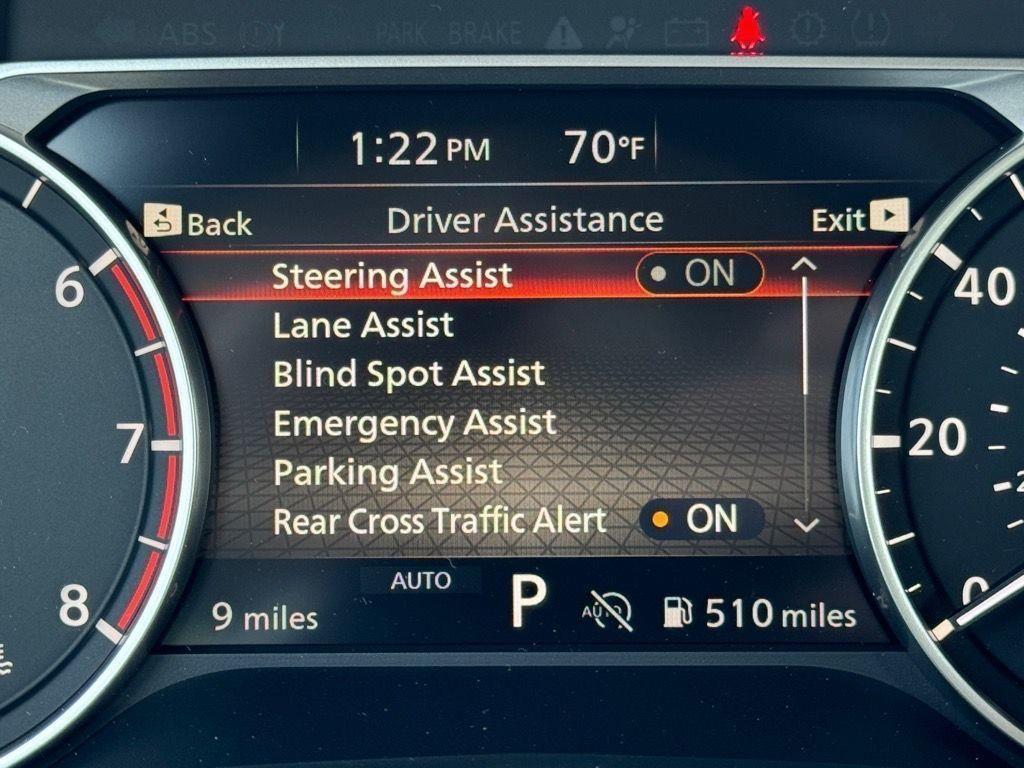 ABS
PARK BRAKE
1:22 PM 70°F
Back Driver Assistance Exit
Steering Assist ON
Lane Assist
Blind Spot Assist
Emergency Assist
Parking Assist
Rear Cross Traffic Alert ON
AUTO
9 miles P AUTO 510 miles
6
7
8
40
20
0